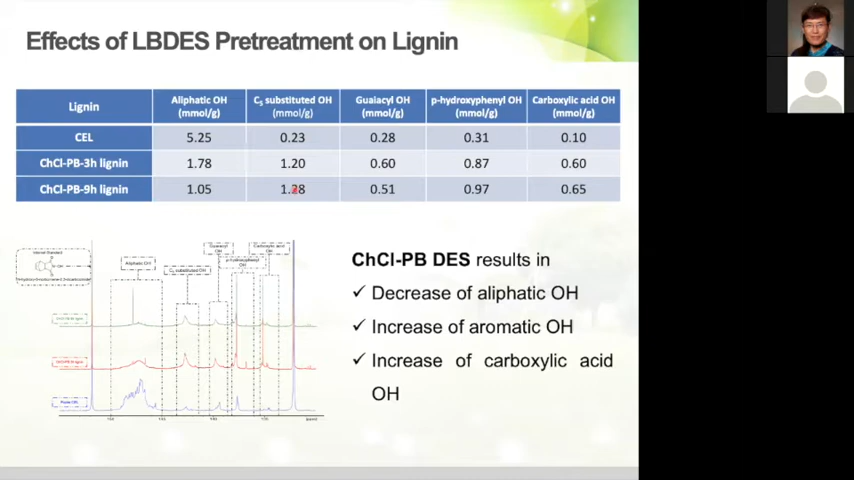 Effects of LBDES Pretreatment on Lignin
Lignin Aliphatic OH (mmol/g) C5 substituted OH (mmol/g) Guaiacyl OH (mmol/g) p-hydroxyphenyl OH (mmol/g) Carboxylic acid OH (mmol/g)
CEL 5.25 0.23 0.28 0.31 0.10
ChCl-PB-3h lignin 1.78 1.20 0.60 0.87 0.60
ChCl-PB-9h lignin 1.05 1.28 0.51 0.97 0.65
Internal Standard
Aliphatic OH
C5 substituted OH
Guaiacyl OH
p-hydroxyphenyl OH
Carboxylic acid OH
ChCl-PB DES results in
✓ Decrease of aliphatic OH
✓ Increase of aromatic OH
✓ Increase of carboxylic acid
OH